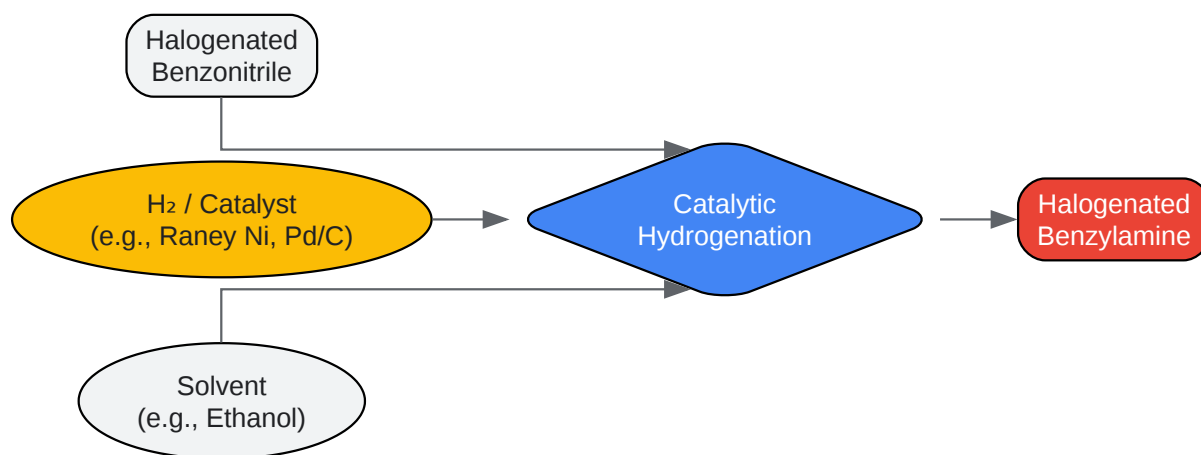 Halogenated
Benzonitrile
H₂ / Catalyst
(e.g., Raney Ni, Pd/C)
Catalytic
Hydrogenation
Halogenated
Benzylamine
Solvent
(e.g., Ethanol)